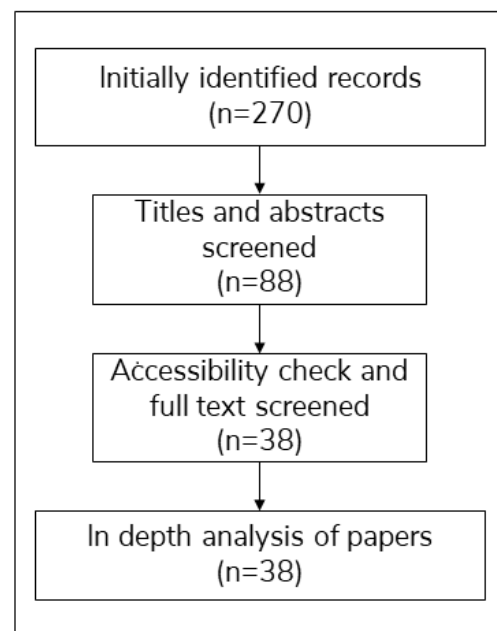 Initially identified records
(n=270)
Titles and abstracts
screened
(n=88)
Accessibility check and
full text screened
(n=38)
In depth analysis of papers
(n=38)